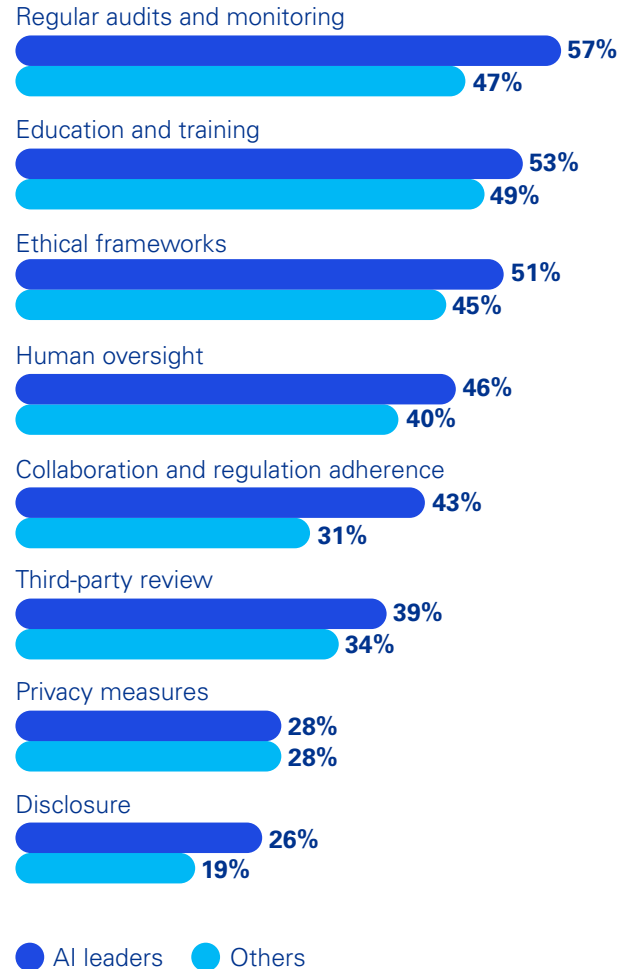 Regular audits and monitoring
57%
47%
Education and training
53%
49%
Ethical frameworks
51%
45%
Human oversight
46%
40%
Collaboration and regulation adherence
43%
31%
Third-party review
39%
34%
Privacy measures
28%
28%
Disclosure
26%
19%
AI leaders Others